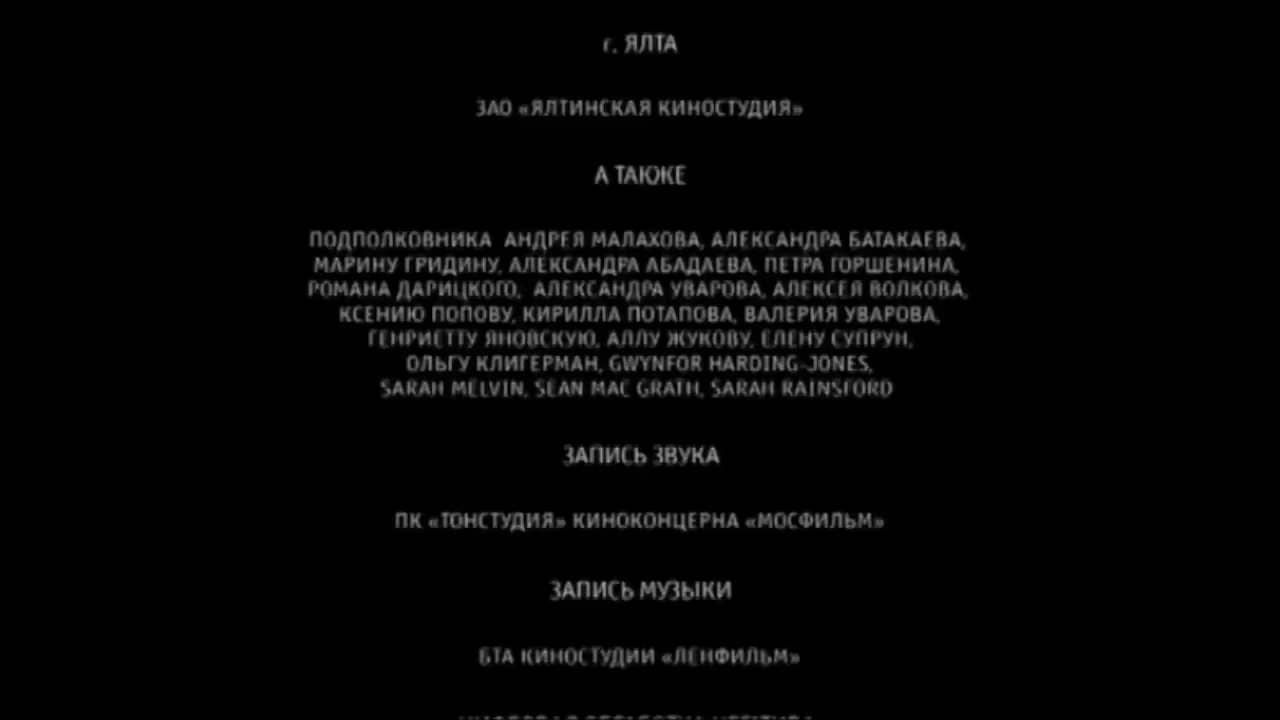 г. ЯЛТА
ЗАО «ЯЛТИНСКАЯ КИНОСТУДИЯ»
А ТАКЖЕ
ПОДПОЛКОВНИКА АНДРЕЯ МАЛАХОВА, АЛЕКСАНДРА БАТАКАЕВА,
МАРИНУ ГРИДИНУ, АЛЕКСАНДРА АБАДАЕВА, ПЕТРА ГОРШЕНИНА,
РОМАНА ДАРИЦКОГО, АЛЕКСАНДРА УВАРОВА, АЛЕКСЕЯ ВОЛКОВА,
КСЕНИЮ ПОПОВУ, КИРИЛЛА ПОТАПОВА, ВАЛЕРИЯ УВАРОВА,
ГЕНРИЕТТУ ЯНОВСКУЮ, АЛЛУ ЖУКОВУ, ЕЛЕНУ СУПРУН,
ОЛЬГУ КЛИГЕРМАН, GWYNFOR HARDING-JONES,
SARAH MELVIN, SEAN MAC GRATH, SARAH RAINSFORD
ЗАПИСЬ ЗВУКА
ПК «ТОНСТУДИЯ» КИНОКОНЦЕРНА «МОСФИЛЬМ»
ЗАПИСЬ МУЗЫКИ
БТА КИНОСТУДИИ «ЛЕНФИЛЬМ»